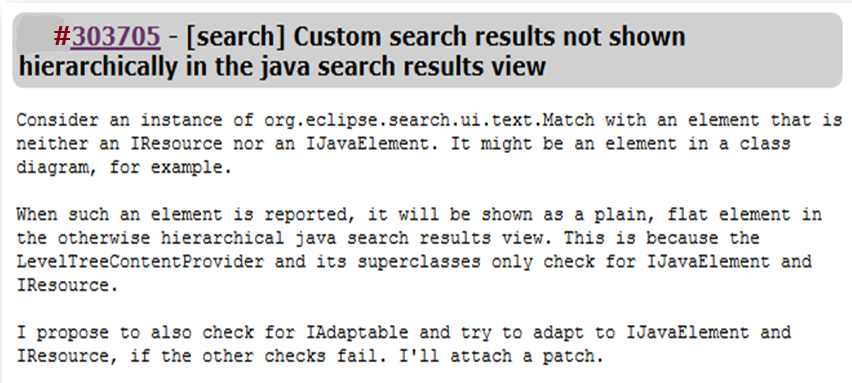 #303705 - [search] Custom search results not shown
hierarchically in the java search results view
Consider an instance of org.eclipse.search.ui.text.Match with an element that is
neither an IResource nor an IJavaElement. It might be an element in a class
diagram, for example.
When such an element is reported, it will be shown as a plain, flat element in
the otherwise hierarchical java search results view. This is because the
LevelTreeContentProvider and its superclasses only check for IJavaElement and
IResource.
I propose to also check for IAdaptable and try to adapt to IJavaElement and
IResource, if the other checks fail. I'll attach a patch.